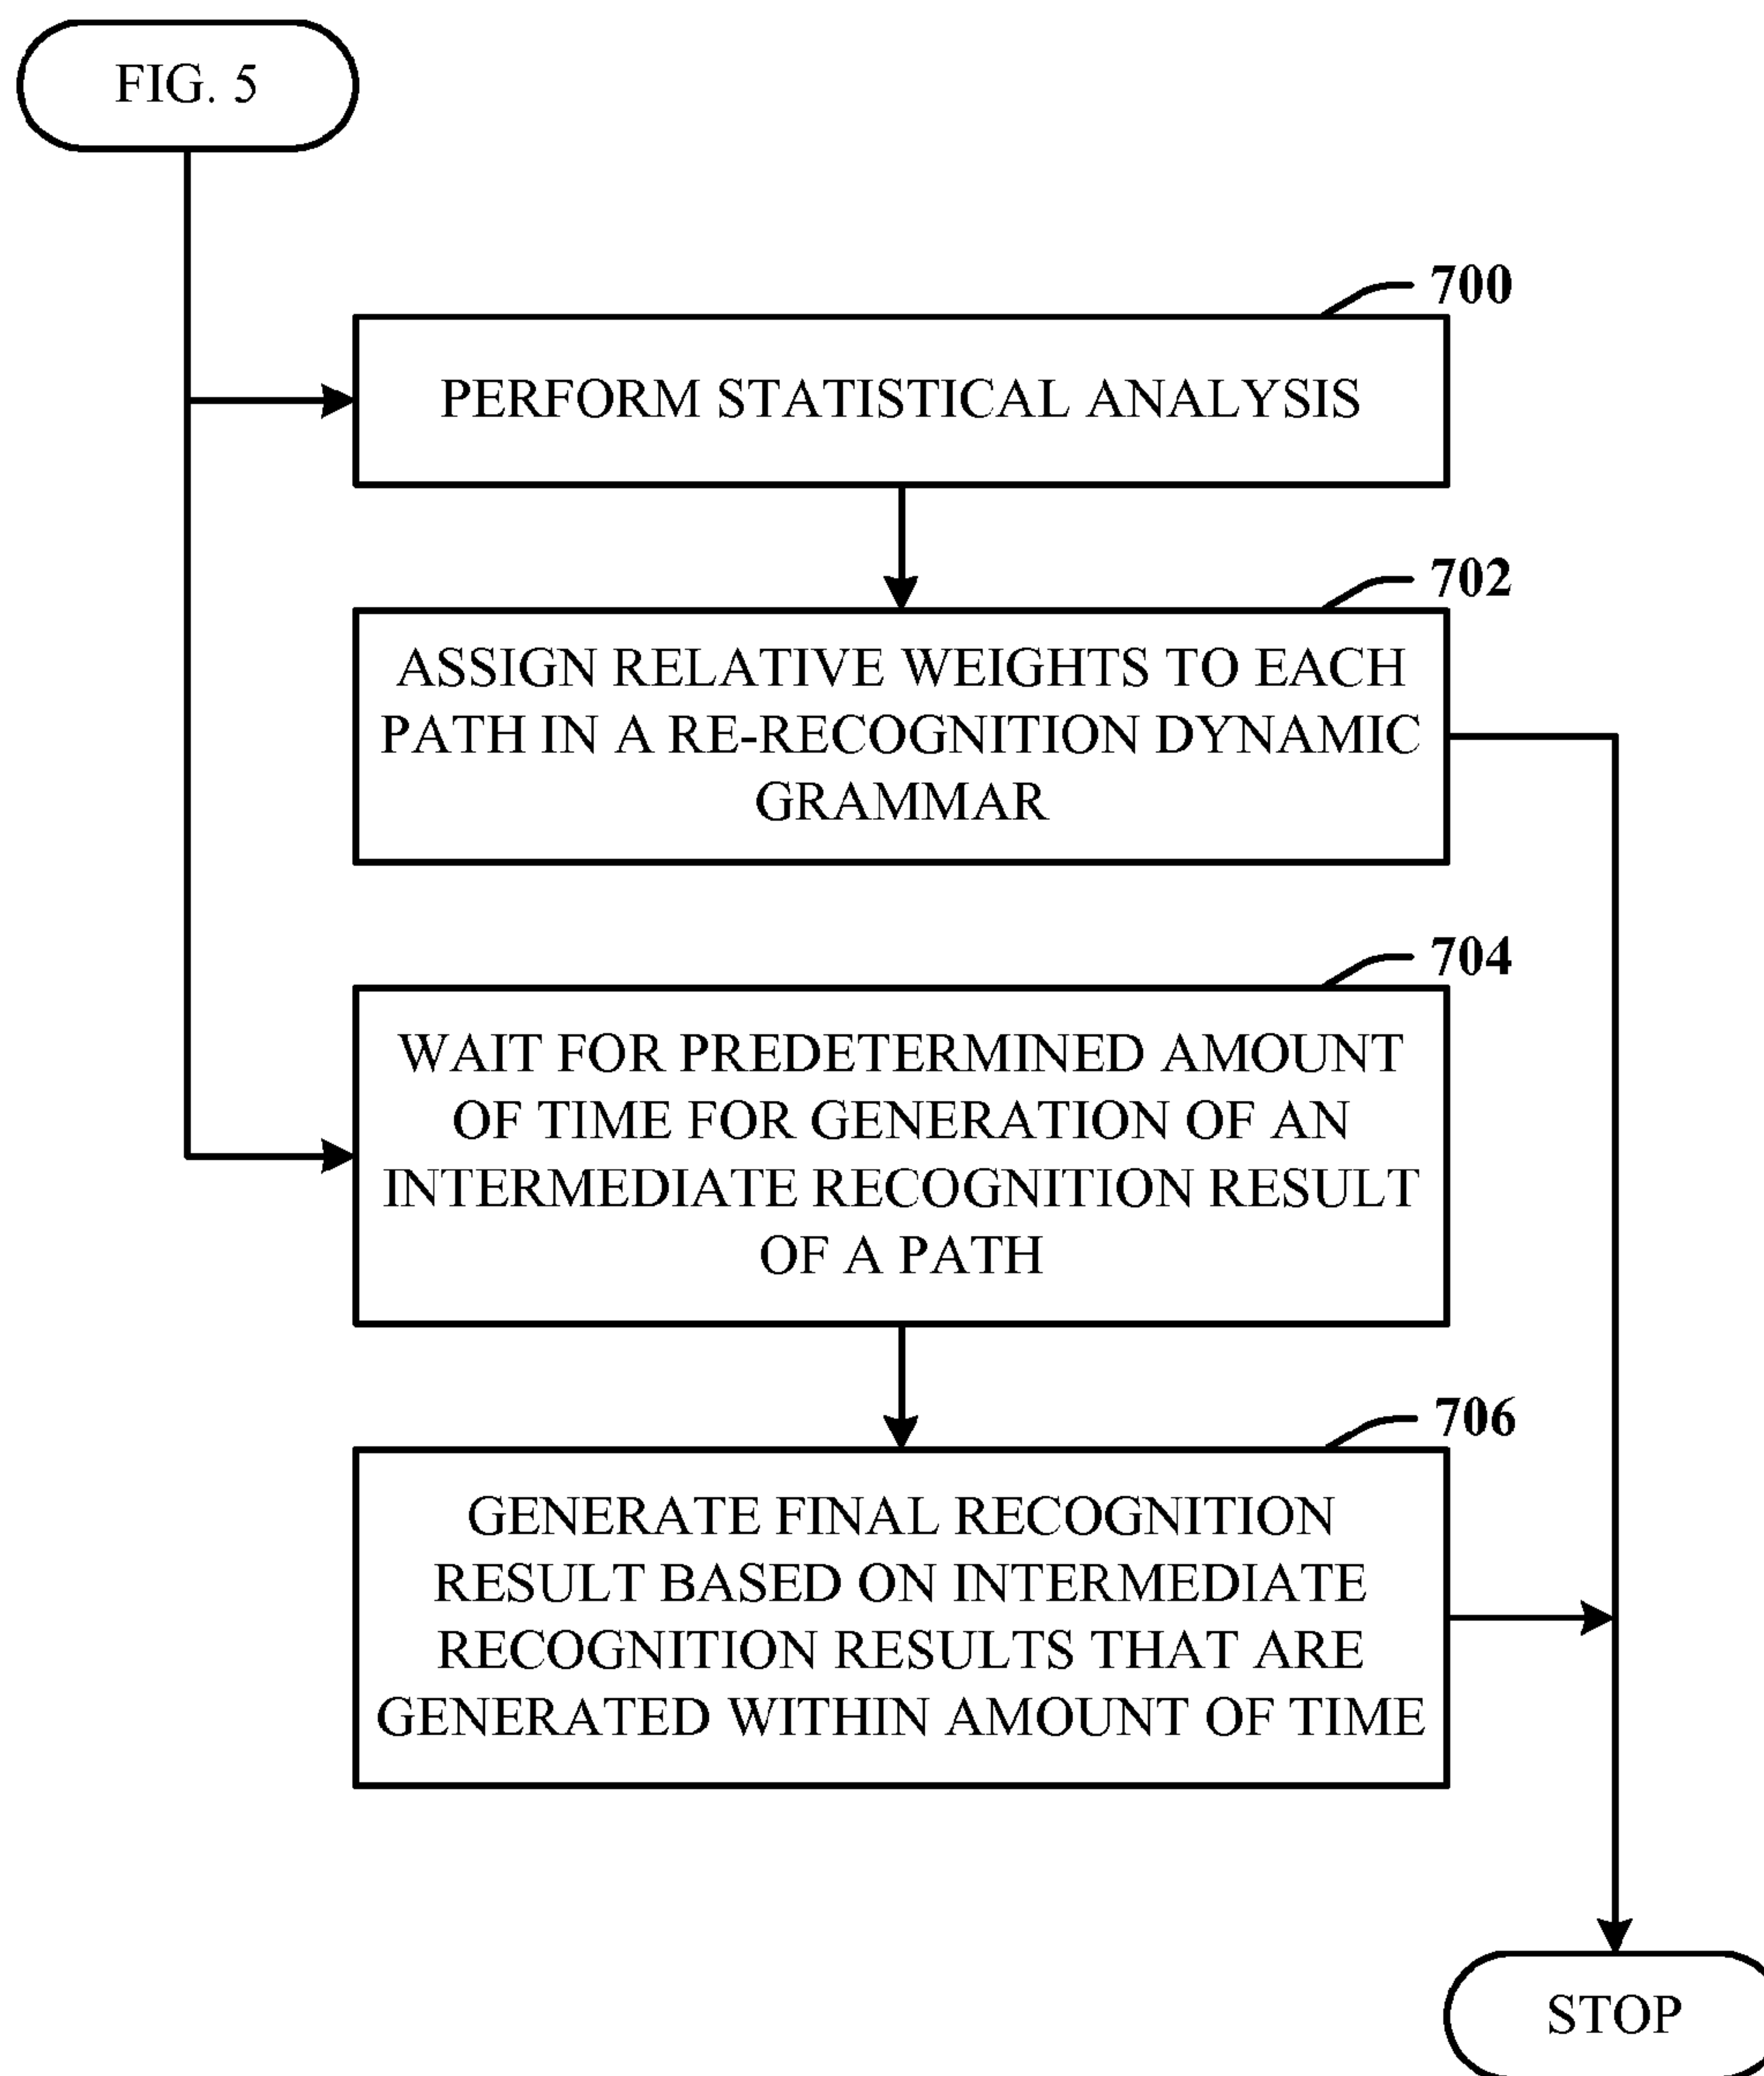 FIG. 5
700
PERFORM STATISTICAL ANALYSIS
702
ASSIGN RELATIVE WEIGHTS TO EACH
PATH IN A RE-RECOGNITION DYNAMIC
GRAMMAR
704
WAIT FOR PREDETERMINED AMOUNT
OF TIME FOR GENERATION OF AN
INTERMEDIATE RECOGNITION RESULT
OF A PATH
706
GENERATE FINAL RECOGNITION
RESULT BASED ON INTERMEDIATE
RECOGNITION RESULTS THAT ARE
GENERATED WITHIN AMOUNT OF TIME
STOP